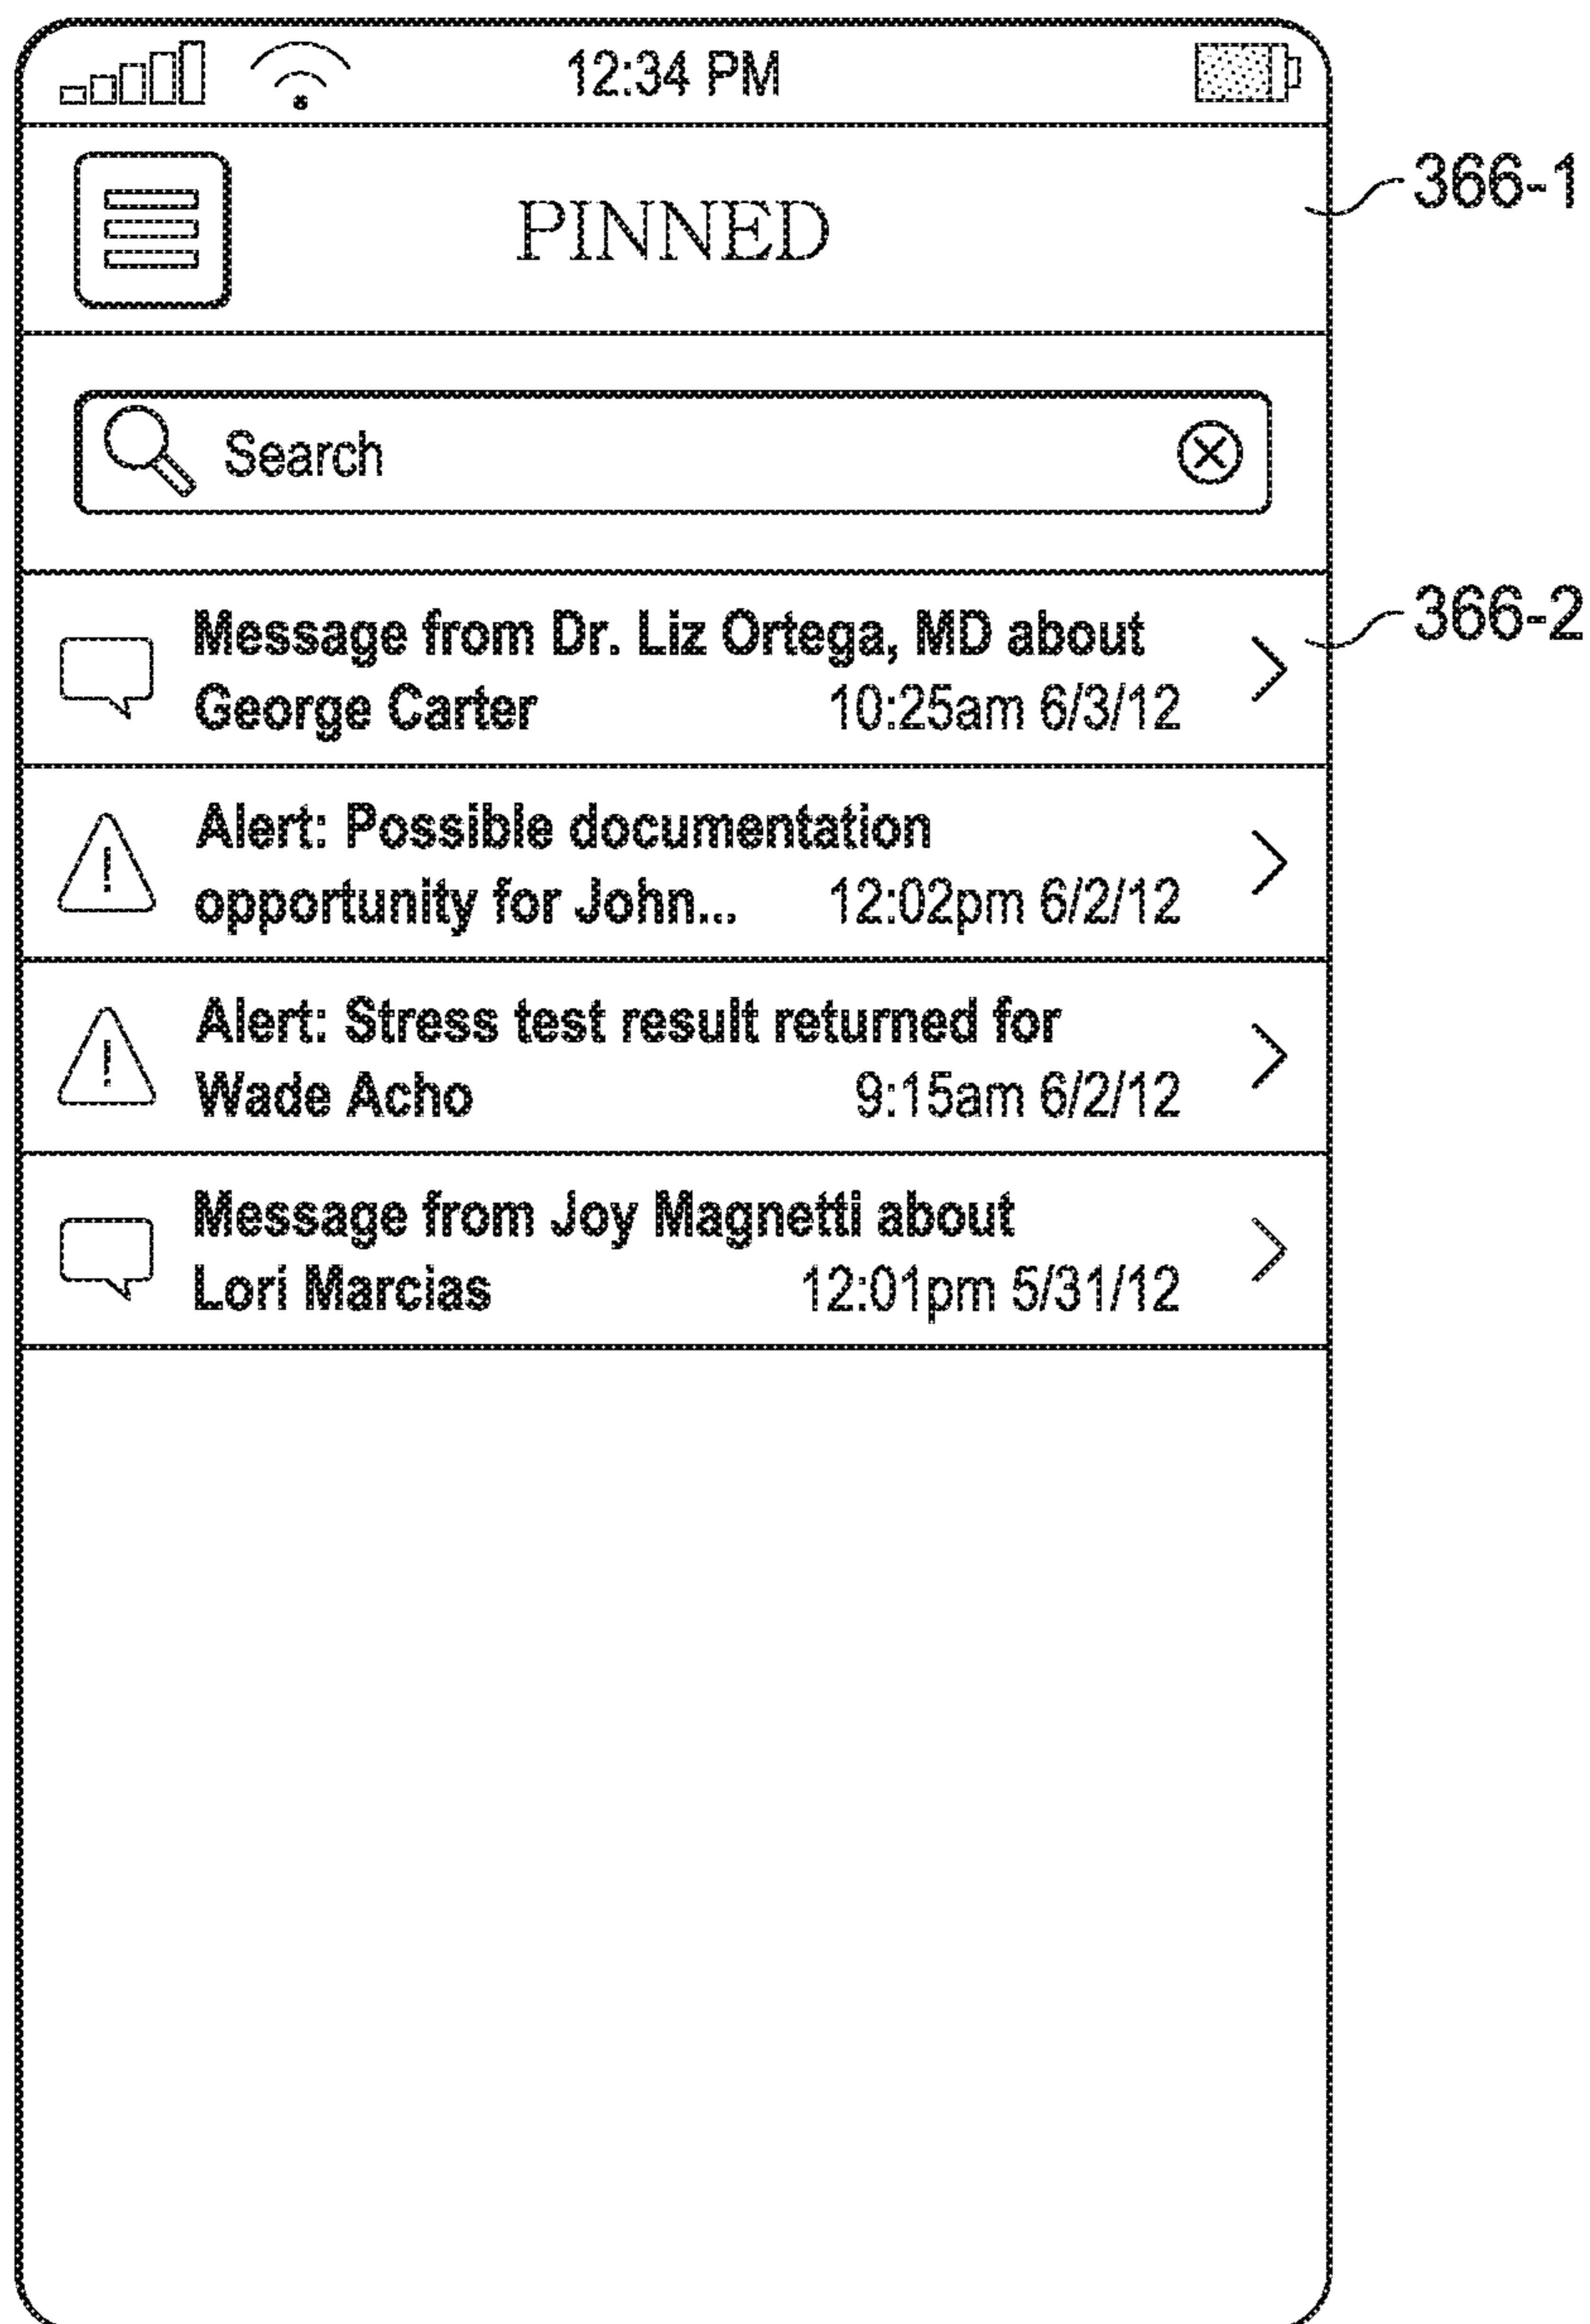 12:34 PM
PINNED
366-1
Search
Message from Dr. Liz Ortega, MD about
366-2
George Carter 10:25am 6/3/12
Alert: Possible documentation
opportunity for John... 12:02pm 6/2/12
Alert: Stress test result returned for
Wade Acho 9:15am 6/2/12
Message from Joy Magnetti about
Lori Marcias 12:01pm 5/31/12